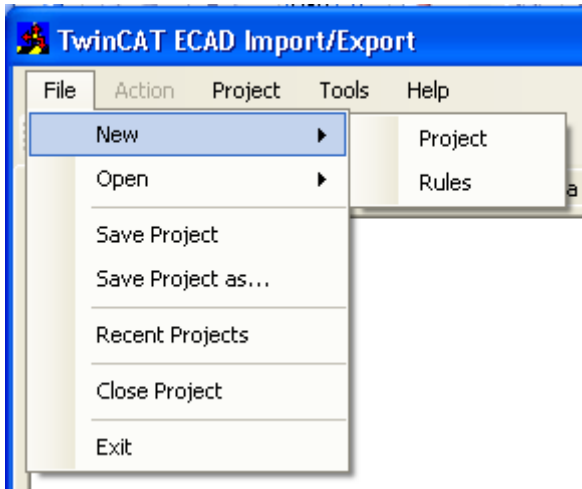 TwinCAT ECAD Import/Export
File Action Project Tools Help
New
Project
Open
Rules
a
Save Project
Save Project as...
Recent Projects
Close Project
Exit